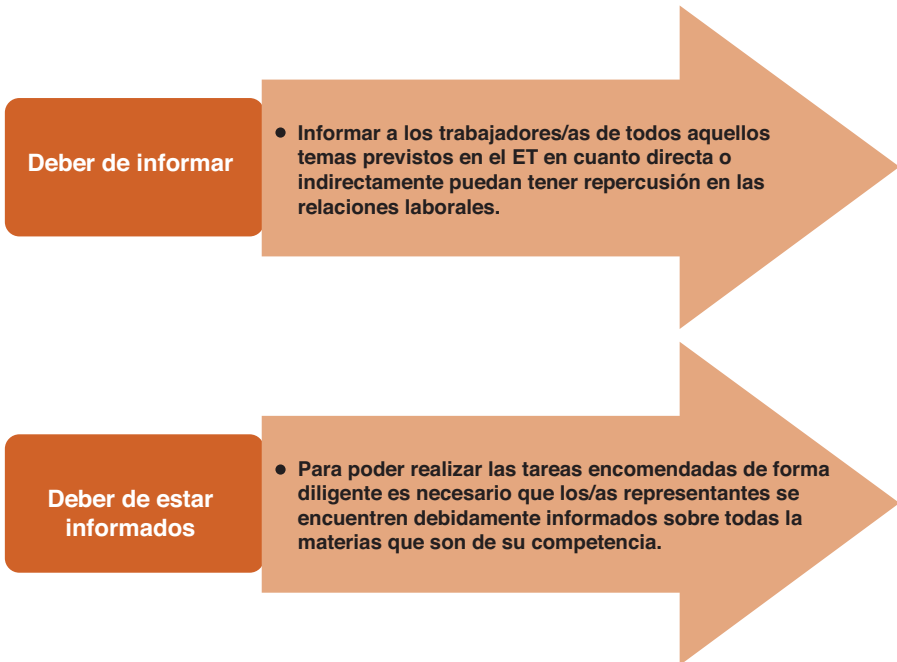 Deber de informar
• Informar a los trabajadores/as de todos aquellos
temas previstos en el ET en cuanto directa o
indirectamente puedan tener repercusión en las
relaciones laborales.
Deber de estar
informados
• Para poder realizar las tareas encomendadas de forma
diligente es necesario que los/as representantes se
encuentren debidamente informados sobre todas la
materias que son de su competencia.